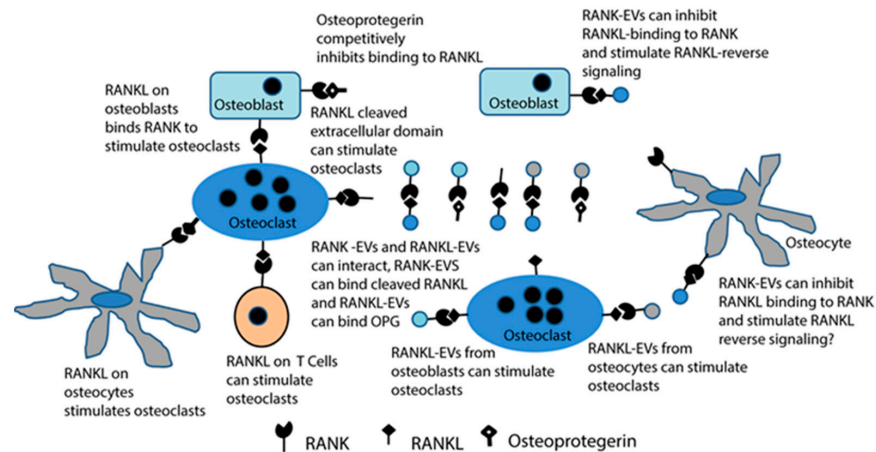 Osteoprotegerin
competitively
inhibits binding to RANKL
RANK-EVs can inhibit
RANKL-binding to RANK
and stimulate RANKL-reverse
signaling
Osteoblast
Osteoblast
RANKL on
osteoblasts
binds RANK to
stimulate osteoclasts
RANKL cleaved
extracellular domain
can stimulate
osteoclasts
Osteoclast
Osteocyte
RANK -EVs and RANKL-EVs
can interact, RANK-EVS
can bind cleaved RANKL
and RANKL-EVs
can bind OPG
Osteoclast
RANK-EVs can inhibit
RANKL binding to RANK
and stimulate RANKL
reverse signaling?
RANKL on
osteocytes
stimulates osteoclasts
RANKL on T Cells
can stimulate
osteoclasts
RANKL-EVs from
osteoblasts can stimulate
osteoclasts
RANKL-EVs from
osteocytes can stimulate
osteoclasts
RANK RANKL Osteoprotegerin